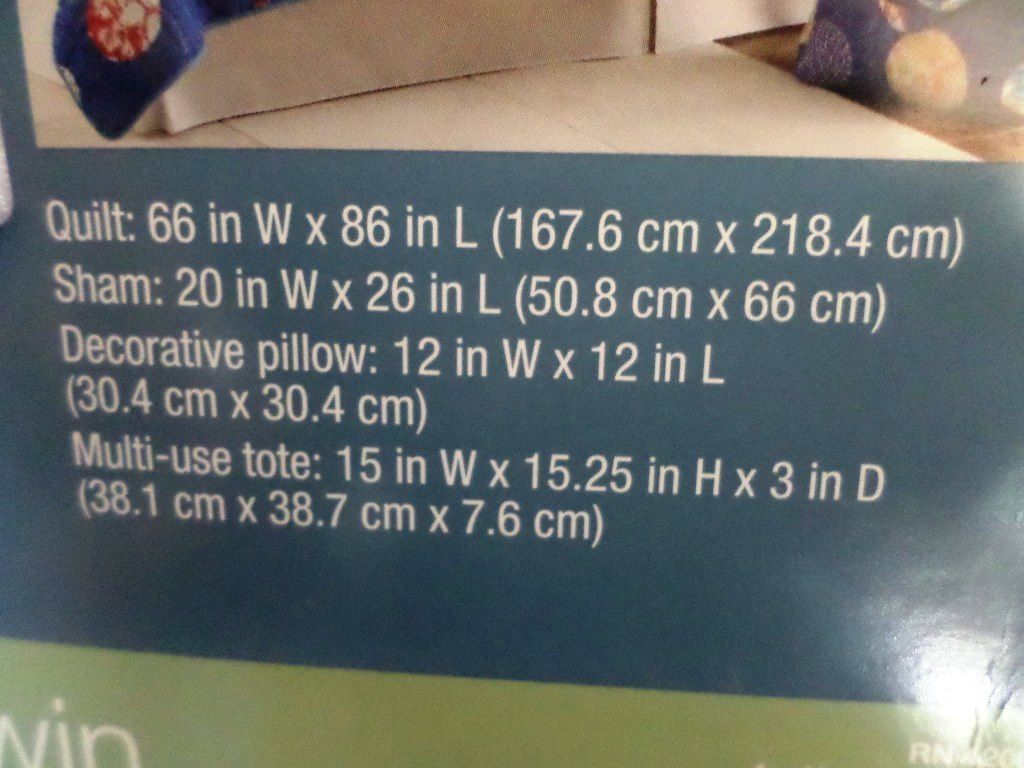 Quilt: 66 in W x 86 in L (167.6 cm x 218.4 cm)
Sham: 20 in W x 26 in L (50.8 cm x 66 cm)
Decorative pillow: 12 in W x 12 in L
(30.4 cm x 30.4 cm)
Multi-use tote: 15 in W x 15.25 in H x 3 in D
(38.1 cm x 38.7 cm x 7.6 cm)
win
RN